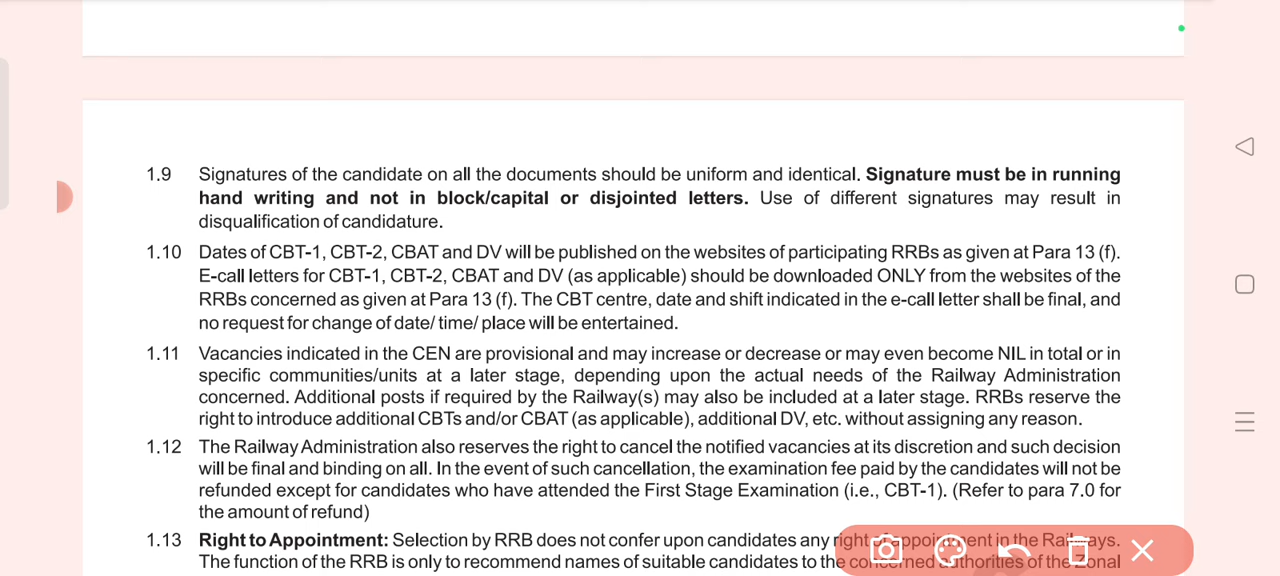 1.9 Signatures of the candidate on all the documents should be uniform and identical. Signature must be in running
hand writing and not in block/capital or disjointed letters. Use of different signatures may result in
disqualification of candidature.
1.10 Dates of CBT-1, CBT-2, CBAT and DV will be published on the websites of participating RRBs as given at Para 13 (f).
E-call letters for CBT-1, CBT-2, CBAT and DV (as applicable) should be downloaded ONLY from the websites of the
RRBs concerned as given at Para 13 (f). The CBT centre, date and shift indicated in the e-call letter shall be final, and
no request for change of date/ time/ place will be entertained.
1.11 Vacancies indicated in the CEN are provisional and may increase or decrease or may even become NIL in total or in
specific communities/units at a later stage, depending upon the actual needs of the Railway Administration
concerned. Additional posts if required by the Railway(s) may also be included at a later stage. RRBs reserve the
right to introduce additional CBTs and/or CBAT (as applicable), additional DV, etc. without assigning any reason.
1.12 The Railway Administration also reserves the right to cancel the notified vacancies at its discretion and such decision
will be final and binding on all. In the event of such cancellation, the examination fee paid by the candidates will not be
refunded except for candidates who have attended the First Stage Examination (i.e., CBT-1). (Refer to para 7.0 for
the amount of refund)
1.13 Right to Appointment: Selection by RRB does not confer upon candidates any right of appointment in the Railways.
The function of the RRB is only to recommend names of suitable candidates to the concerned authorities of the Zonal